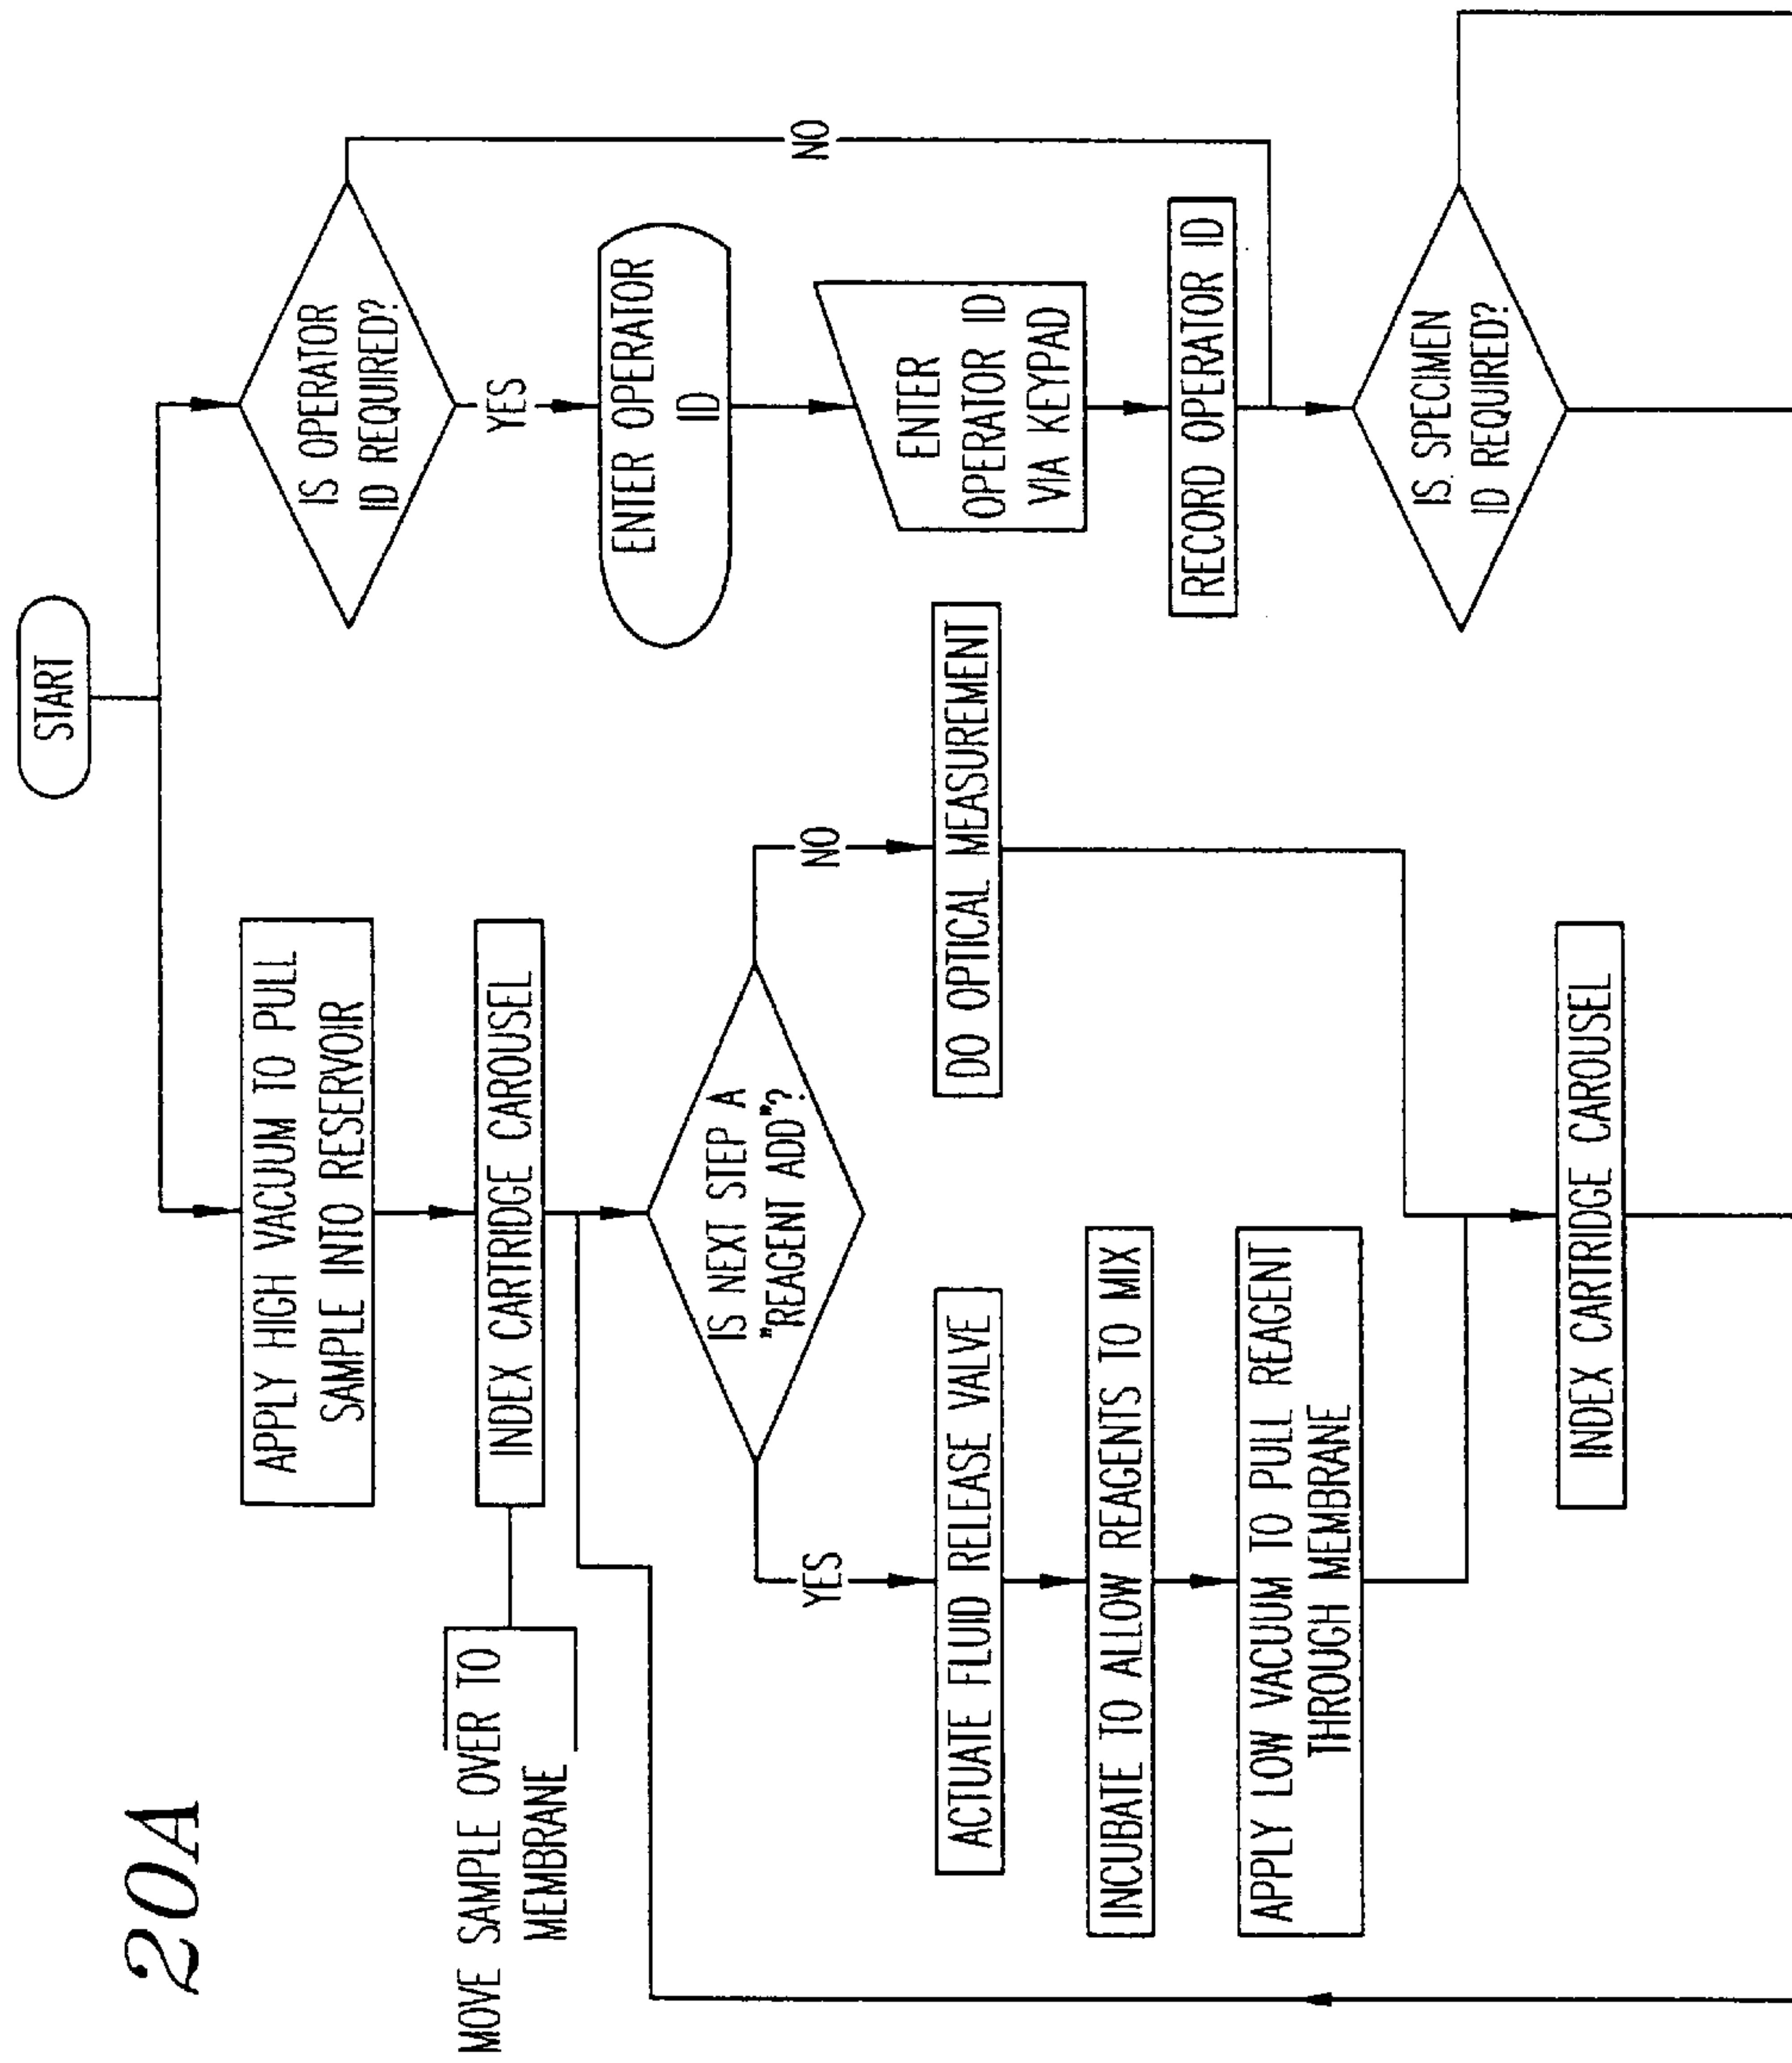 20A
START
APPLY HIGH VACUUM TO PULL
SAMPLE INTO RESERVOIR
MOVE SAMPLE OVER TO
MEMBRANE
INDEX CARTRIDGE CAROUSEL
IS NEXT STEP A
"REAGENT ADD"?
YES
NO
ACTUATE FLUID RELEASE VALVE
INCUBATE TO ALLOW REAGENTS TO MIX
APPLY LOW VACUUM TO PULL REAGENT
THROUGH MEMBRANE
DO OPTICAL MEASUREMENT
INDEX CARTRIDGE CAROUSEL
IS OPERATOR
ID REQUIRED?
YES
NO
ENTER OPERATOR
ID
ENTER
OPERATOR ID
VIA KEYPAD
RECORD OPERATOR ID
IS. SPECIMEN
ID REQUIRED?